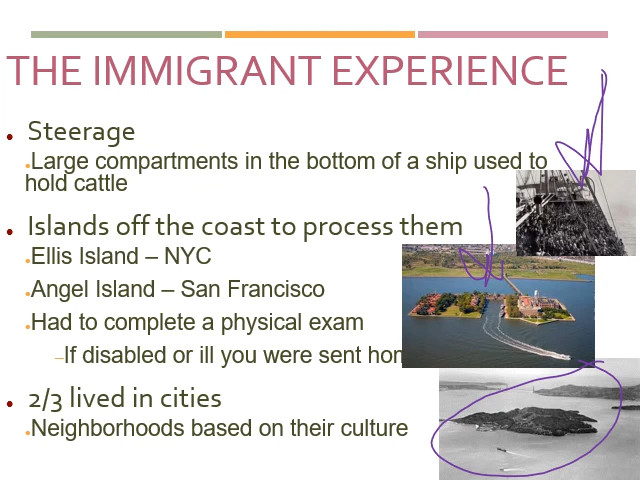 THE IMMIGRANT EXPERIENCE
Steerage
Large compartments in the bottom of a ship used to
hold cattle
Islands off the coast to process them
Ellis Island – NYC
Angel Island – San Francisco
Had to complete a physical exam
–If disabled or ill you were sent
2/3 lived in cities
Neighborhoods based on their culture